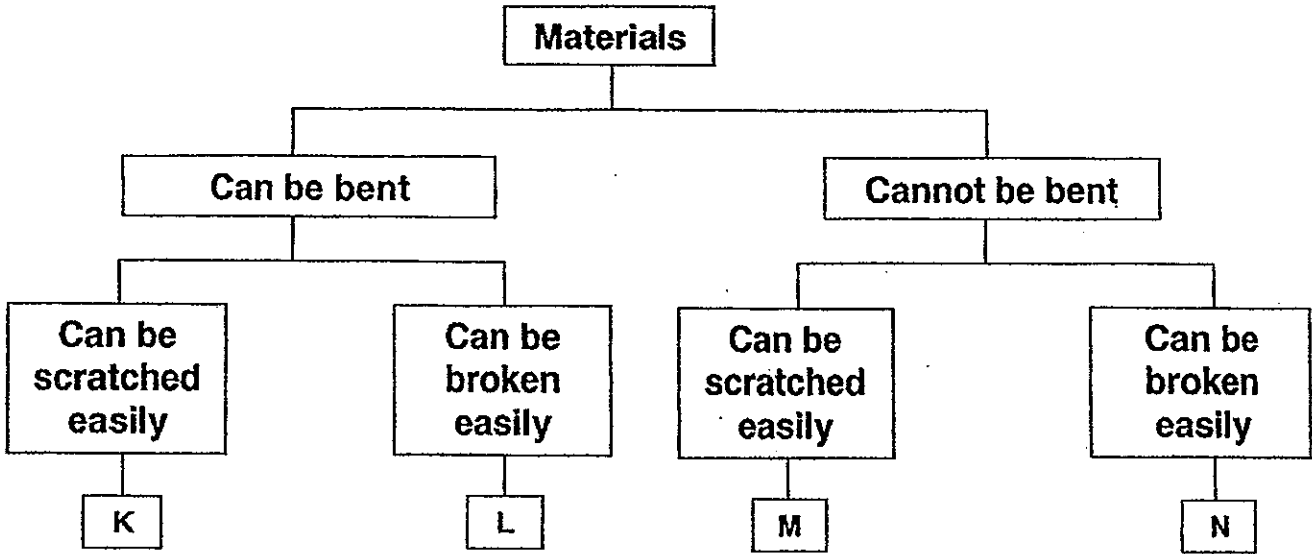 Materials
Can be bent
Cannot be bent
Can be
scratched
easily
Can be
broken
easily
Can be
scratched
easily
Can be
broken
easily
K
L
M
N